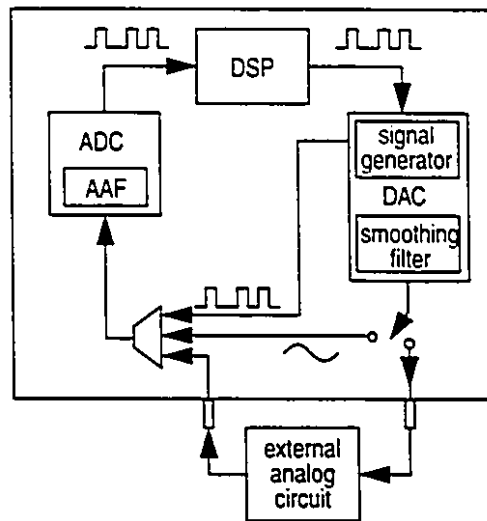 DSP
ADC
AAF
signal
generator
DAC
smoothing
filter
external
analog
circuit